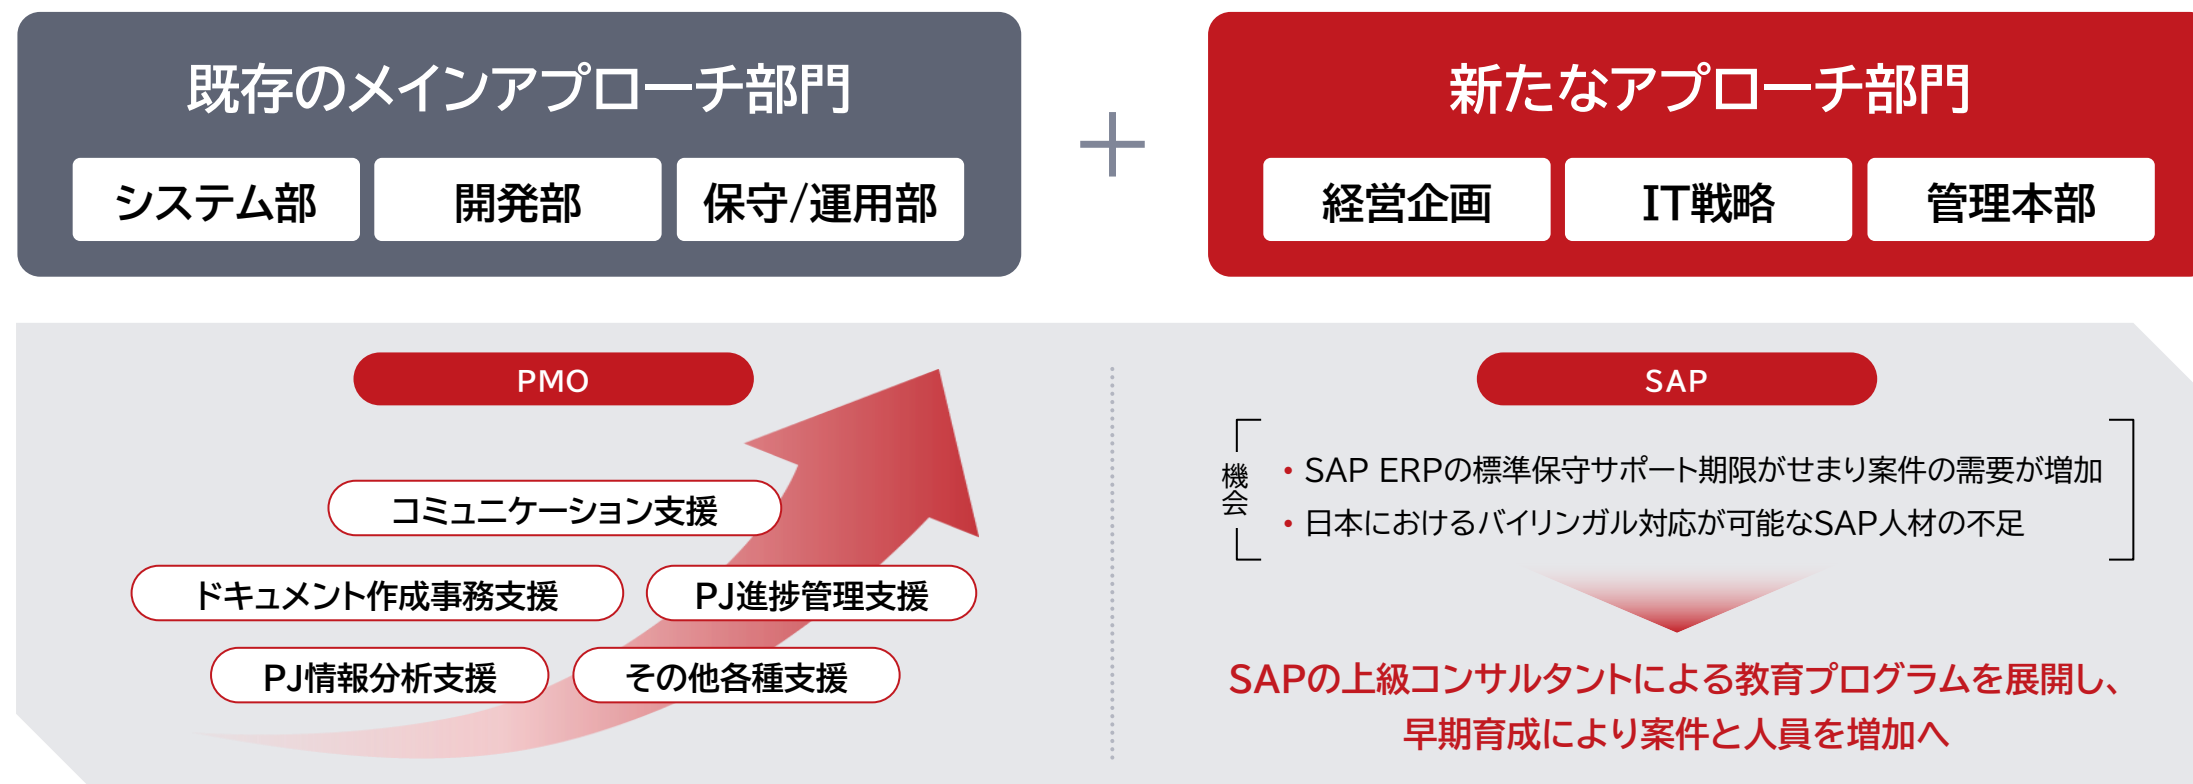 既存のメインアプローチ部門
システム部
開発部
保守/運用部
＋
新たなアプローチ部門
経営企画
IT戦略
管理本部
PMO
コミュニケーション支援
ドキュメント作成事務支援
PJ進捗管理支援
PJ情報分析支援
その他各種支援
SAP
機会
・SAP ERPの標準保守サポート期限がせまり案件の需要が増加
・日本におけるバイリンガル対応が可能なSAP人材の不足
SAPの上級コンサルタントによる教育プログラムを展開し、
早期育成により案件と人員を増加へ